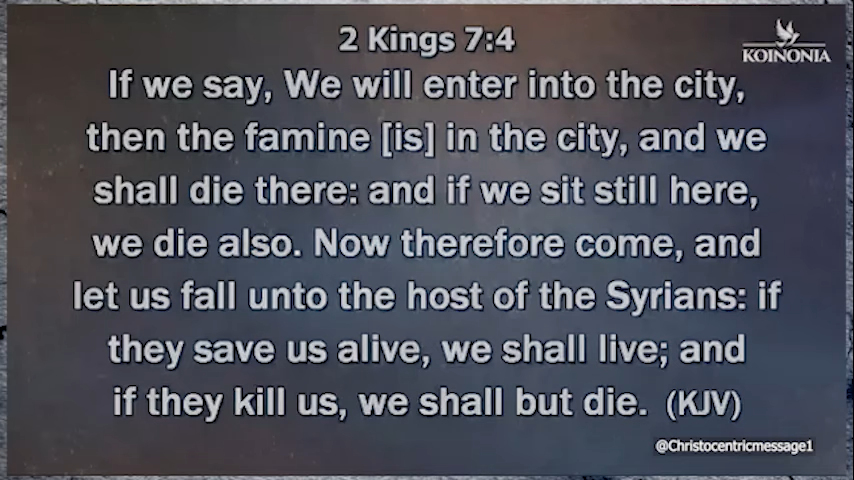 2 Kings 7:4
KOINONIA
If we say, We will enter into the city,
then the famine [is] in the city, and we
shall die there: and if we sit still here,
we die also. Now therefore come, and
let us fall unto the host of the Syrians: if
they save us alive, we shall live; and
if they kill us, we shall but die. (KJV)
@Christocentricmessage1